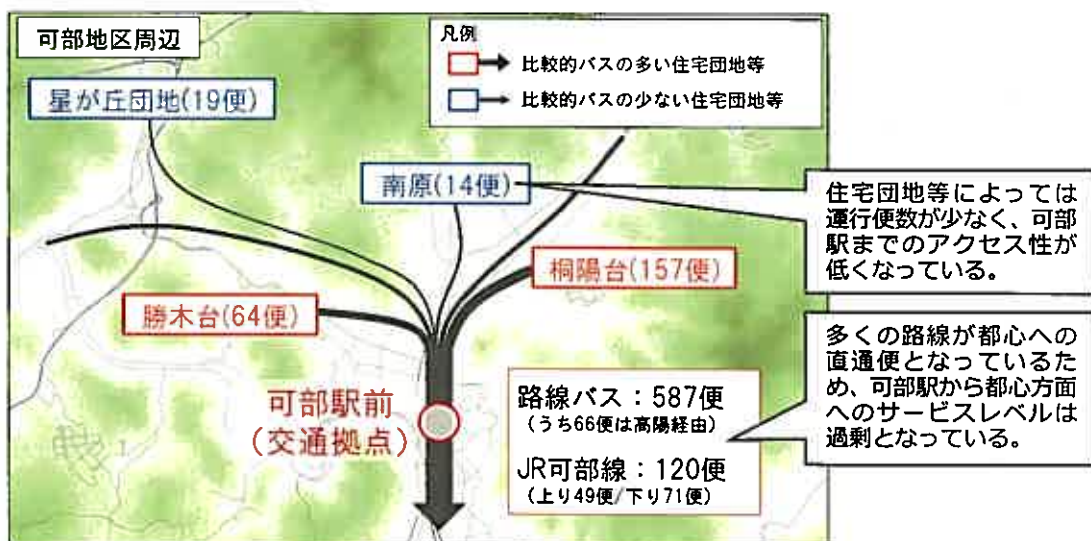 可部地区周辺
凡例
比較的バスの多い住宅団地等
比較的バスの少ない住宅団地等
星が丘団地(19便)
南原(14便)
住宅団地等によっては
運行便数が少なく、可部
駅までのアクセス性が
低くなっている。
桐陽台(157便)
勝木台(64便)
多くの路線が都心への
直通便となっているた
め、可部駅から都心方面
へのサービスレベルは
過剰となっている。
可部駅前
(交通拠点)
路線バス：587便
(うち66便は高陽経由)
JR可部線：120便
(上り49便/下り71便)